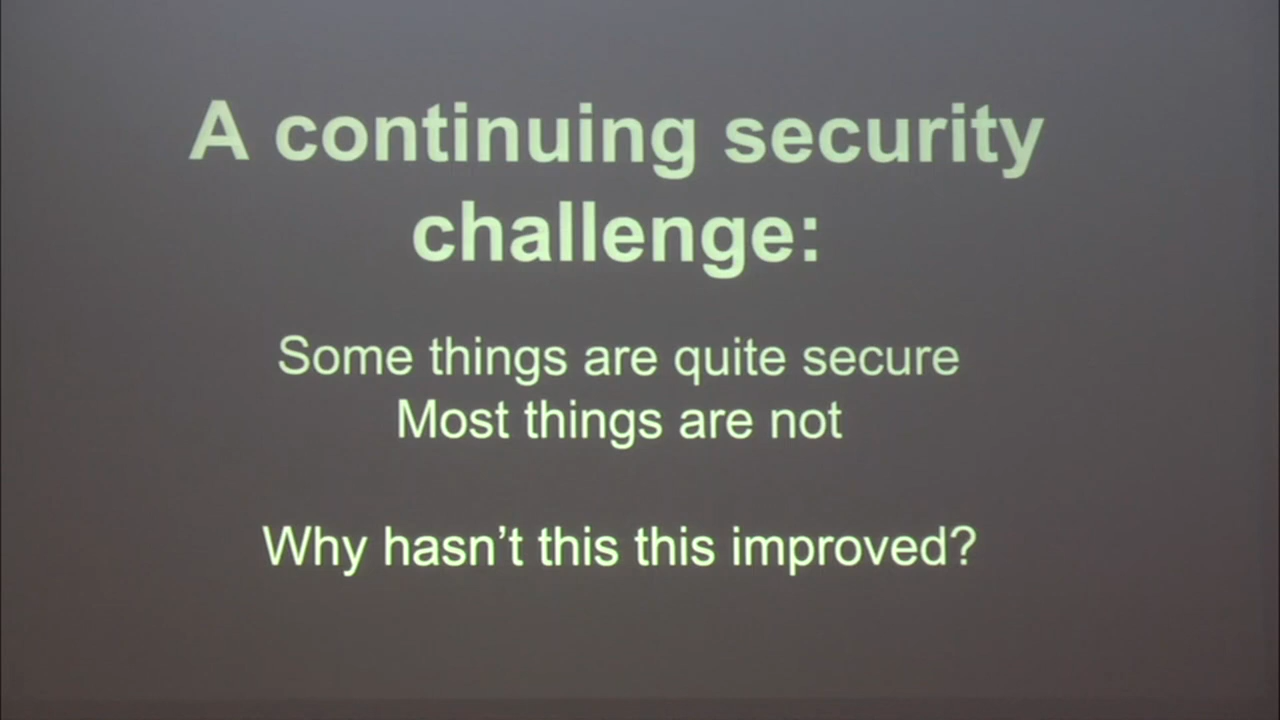 A continuing security
challenge:
Some things are quite secure
Most things are not
Why hasn't this this improved?